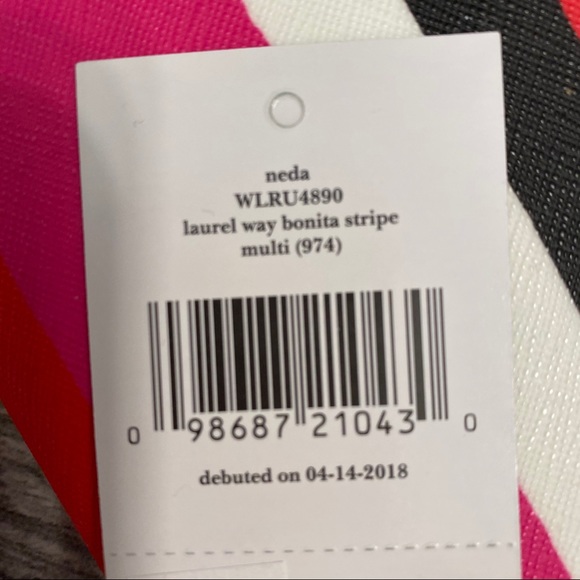 neda
WLRU4890
laurel way bonita stripe
multi (974)
0 98687 21043 0
debuted on 04-14-2018